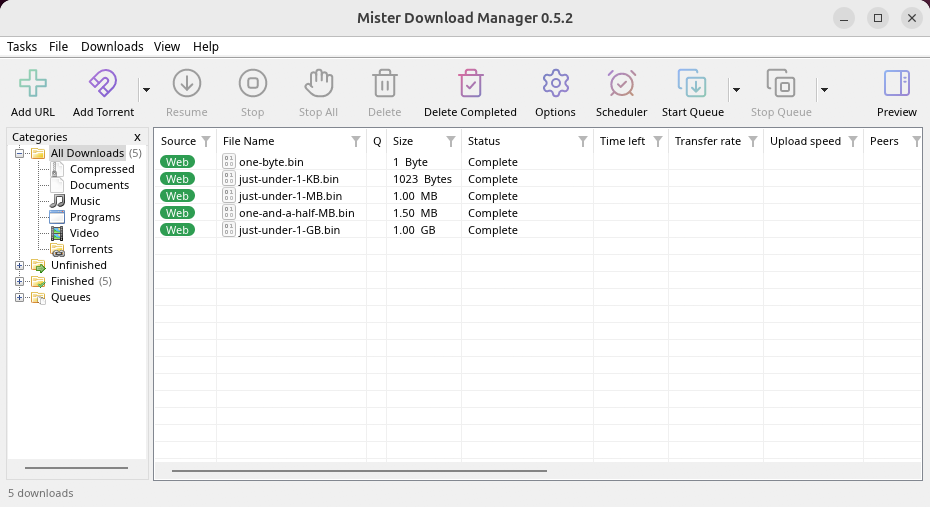 Mister Download Manager 0.5.2
Tasks File Downloads View Help
Add URL Add Torrent Resume Stop Stop All Delete Delete Completed Options Scheduler Start Queue Stop Queue Preview
Categories X
All Downloads (5)
Compressed
Documents
Music
Programs
Video
Torrents
Unfinished
Finished (5)
Queues
Source File Name Q Size Status Time left Transfer rate Upload speed Peers
Web one-byte.bin 1 Byte Complete
Web just-under-1-KB.bin 1023 Bytes Complete
Web just-under-1-MB.bin 1.00 MB Complete
Web one-and-a-half-MB.bin 1.50 MB Complete
Web just-under-1-GB.bin 1.00 GB Complete
5 downloads